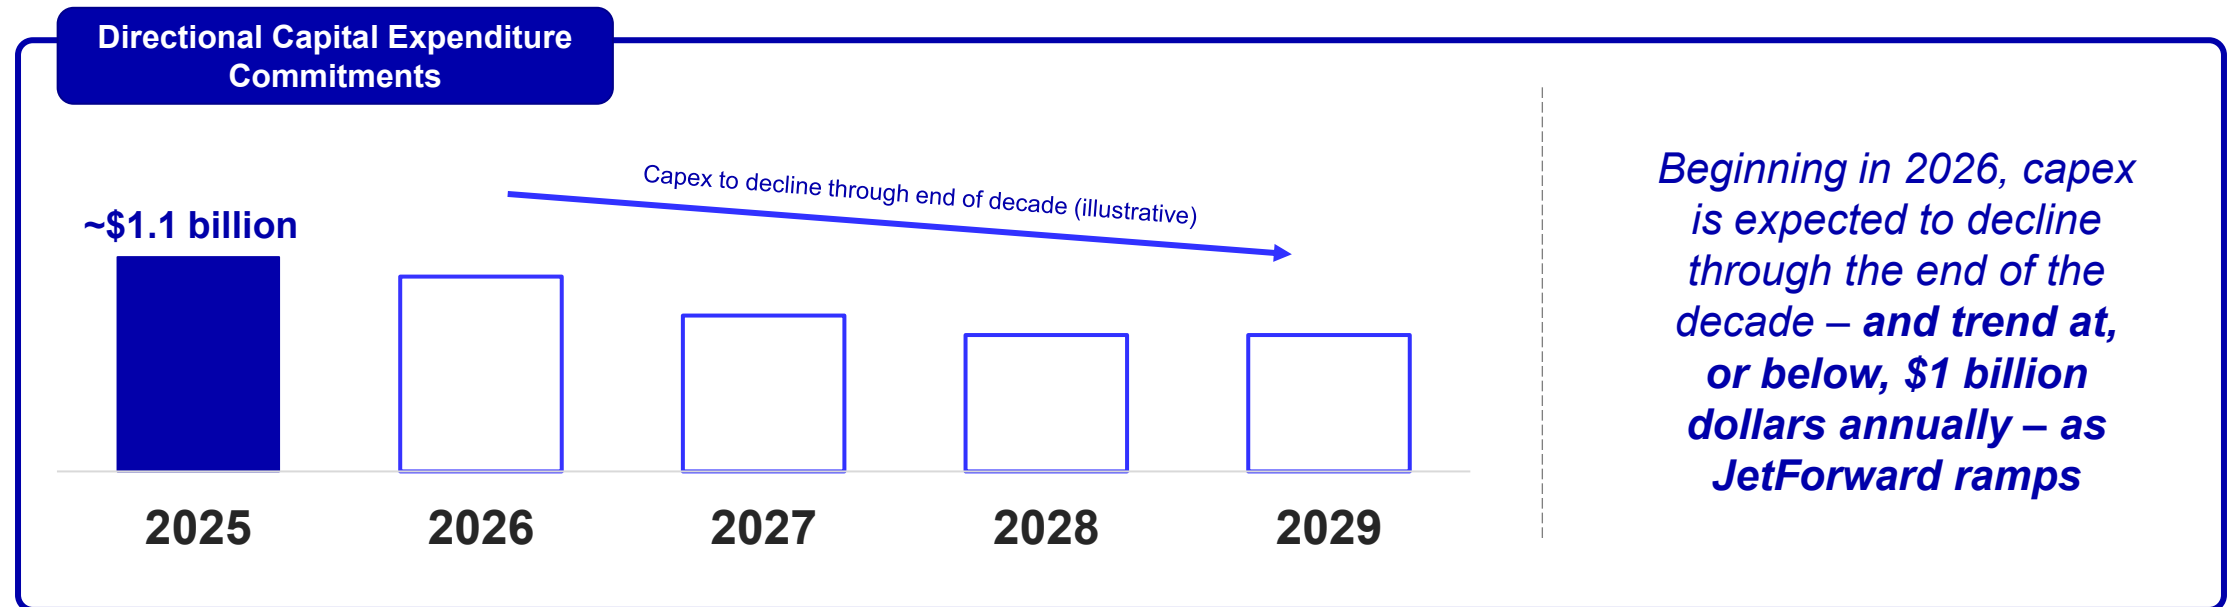 Directional Capital Expenditure
Commitments
Capex to decline through end of decade (illustrative)
~$1.1 billion
2025
2026
2027
2028
2029
Beginning in 2026, capex
is expected to decline
through the end of the
decade – and trend at,
or below, $1 billion
dollars annually – as
JetForward ramps